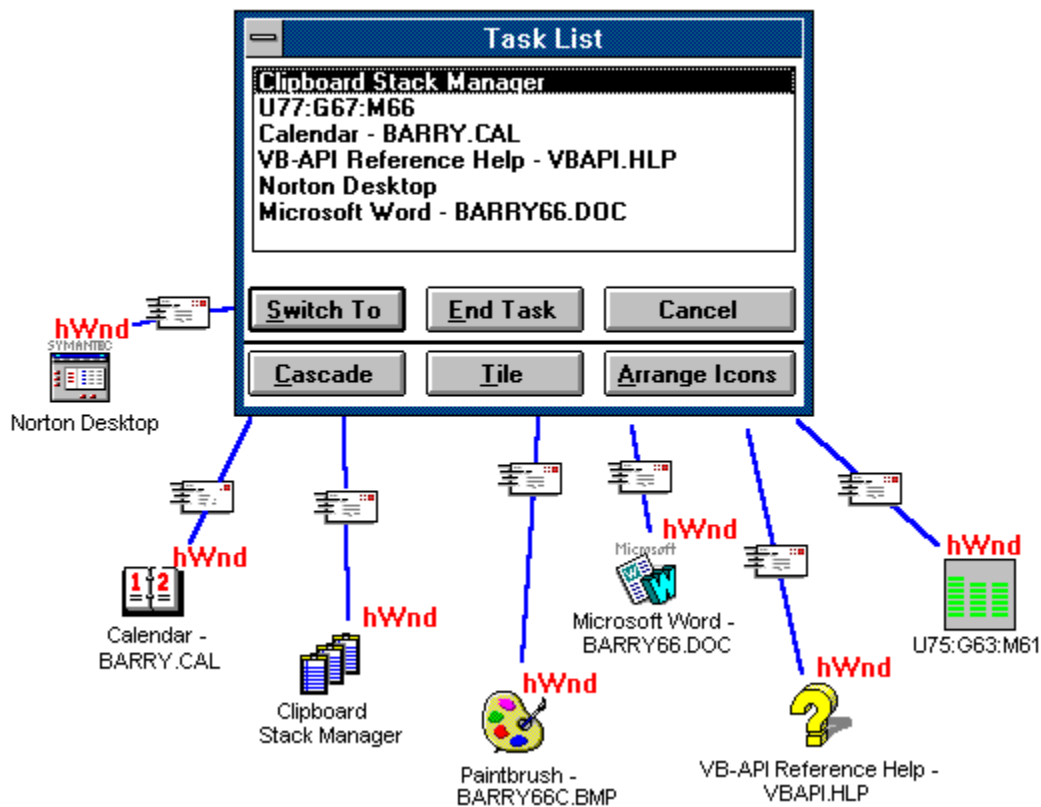 Task List
Clipboard Stack Manager
U77:G67:M66
Calendar - BARRY.CAL
VB-API Reference Help - VBAPI.HLP
Norton Desktop
Microsoft Word - BARRY66.DOC
Switch To
End Task
Cancel
Cascade
Tile
Arrange Icons
hWnd
SYMANTEC
Norton Desktop
hWnd
1 2
Calendar -
BARRY.CAL
hWnd
Clipboard
Stack Manager
hWnd
Paintbrush -
BARRY66C.BMP
hWnd
Microsoft
W W
Microsoft Word -
BARRY66.DOC
hWnd
?
VB-API Reference Help -
VBAPI.HLP
hWnd
U75:G63:M61